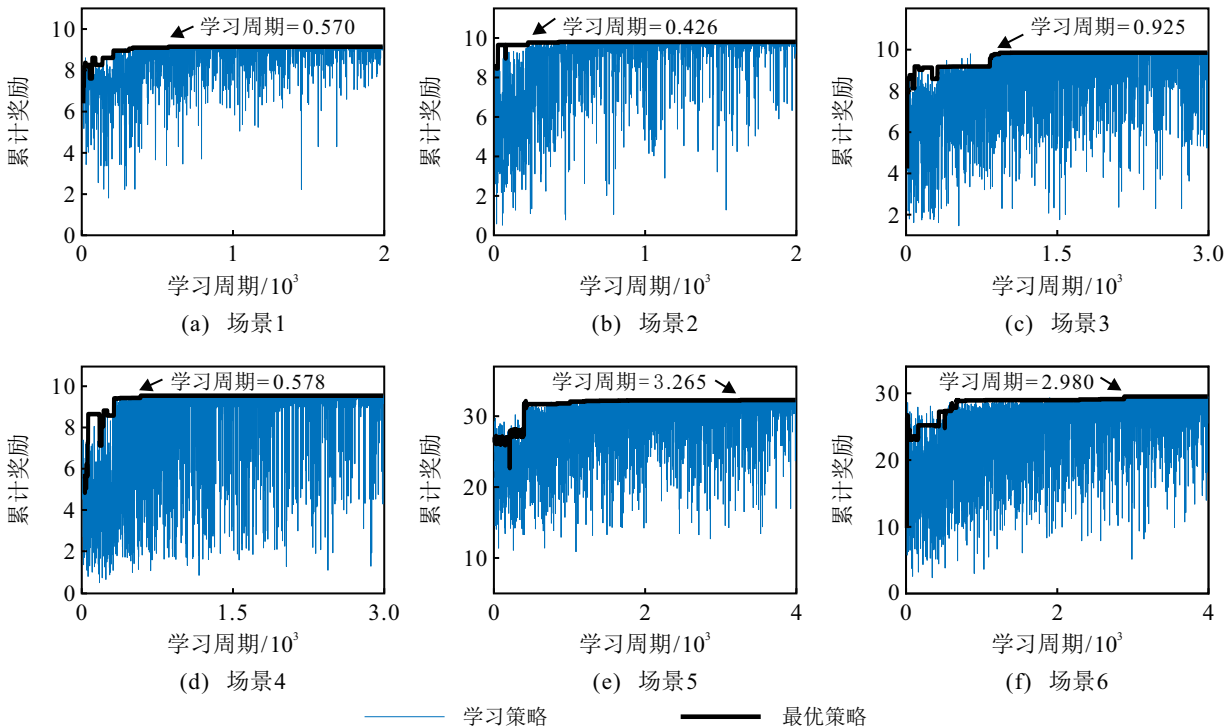 学习周期=0.570
10
8
6
4
2
0
累计奖励
0
1
2
学习周期/10³
(a) 场景1
学习周期=0.426
10
8
6
4
2
0
累计奖励
0
1
2
学习周期/10³
(b) 场景2
学习周期=0.925
10
8
6
4
2
累计奖励
0
1.5
3.0
学习周期/10³
(c) 场景3
学习周期=0.578
10
8
6
4
2
0
累计奖励
0
1.5
3.0
学习周期/10³
(d) 场景4
学习周期=3.265
30
20
10
累计奖励
0
2
4
学习周期/10³
(e) 场景5
学习周期=2.980
30
20
10
0
累计奖励
0
2
4
学习周期/10³
(f) 场景6
学习策略
最优策略